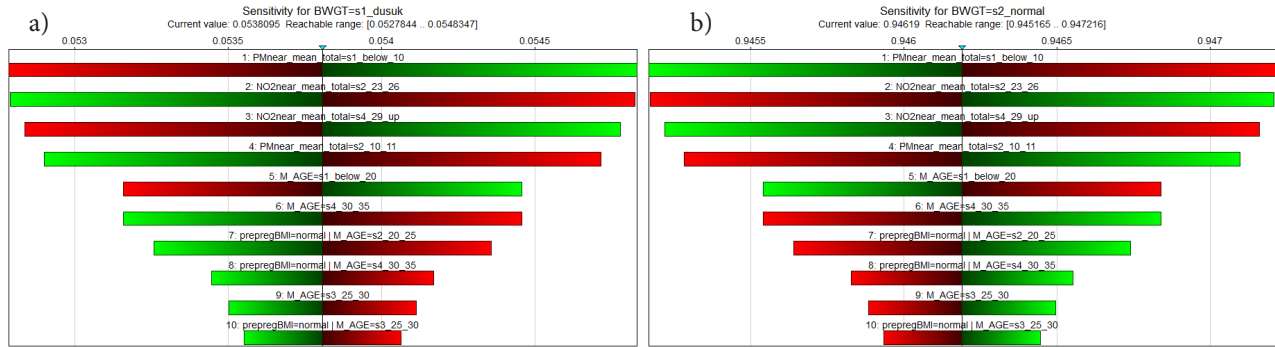 a)
Sensitivity for BWGT=s1_dusuk
Current value: 0.0538095 Reachable range: [0.0527844 .. 0.0548347]
0.053 0.0535 0.054 0.0545
1: PMnear_mean_total=s1_below_10
2: NO2near_mean_total=s2_23_26
3: NO2near_mean_total=s4_29_up
4: PMnear_mean_total=s2_10_11
5: M_AGE=s1_below_20
6: M_AGE=s4_30_35
7: prepregBMI=normal | M_AGE=s2_20_25
8: prepregBMI=normal | M_AGE=s4_30_35
9: M_AGE=s3_25_30
10: prepregBMI=normal | M_AGE=s3_25_30
b)
Sensitivity for BWGT=s2_normal
Current value: 0.94619 Reachable range: [0.945165 .. 0.947216]
0.9455 0.946 0.9465 0.947
1: PMnear_mean_total=s1_below_10
2: NO2near_mean_total=s2_23_26
3: NO2near_mean_total=s4_29_up
4: PMnear_mean_total=s2_10_11
5: M_AGE=s1_below_20
6: M_AGE=s4_30_35
7: prepregBMI=normal | M_AGE=s2_20_25
8: prepregBMI=normal | M_AGE=s4_30_35
9: M_AGE=s3_25_30
10: prepregBMI=normal | M_AGE=s3_25_30